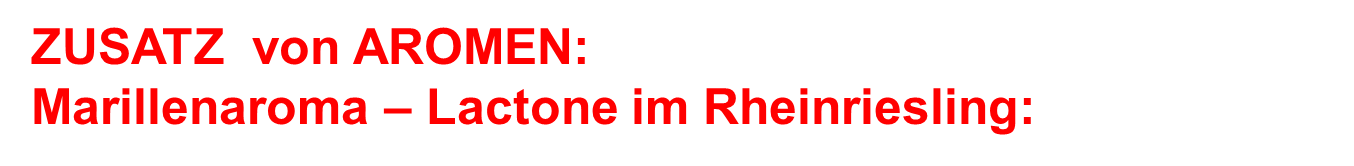 ZUSATZ  von AROMEN:
Marillenaroma – Lactone im Rheinriesling: